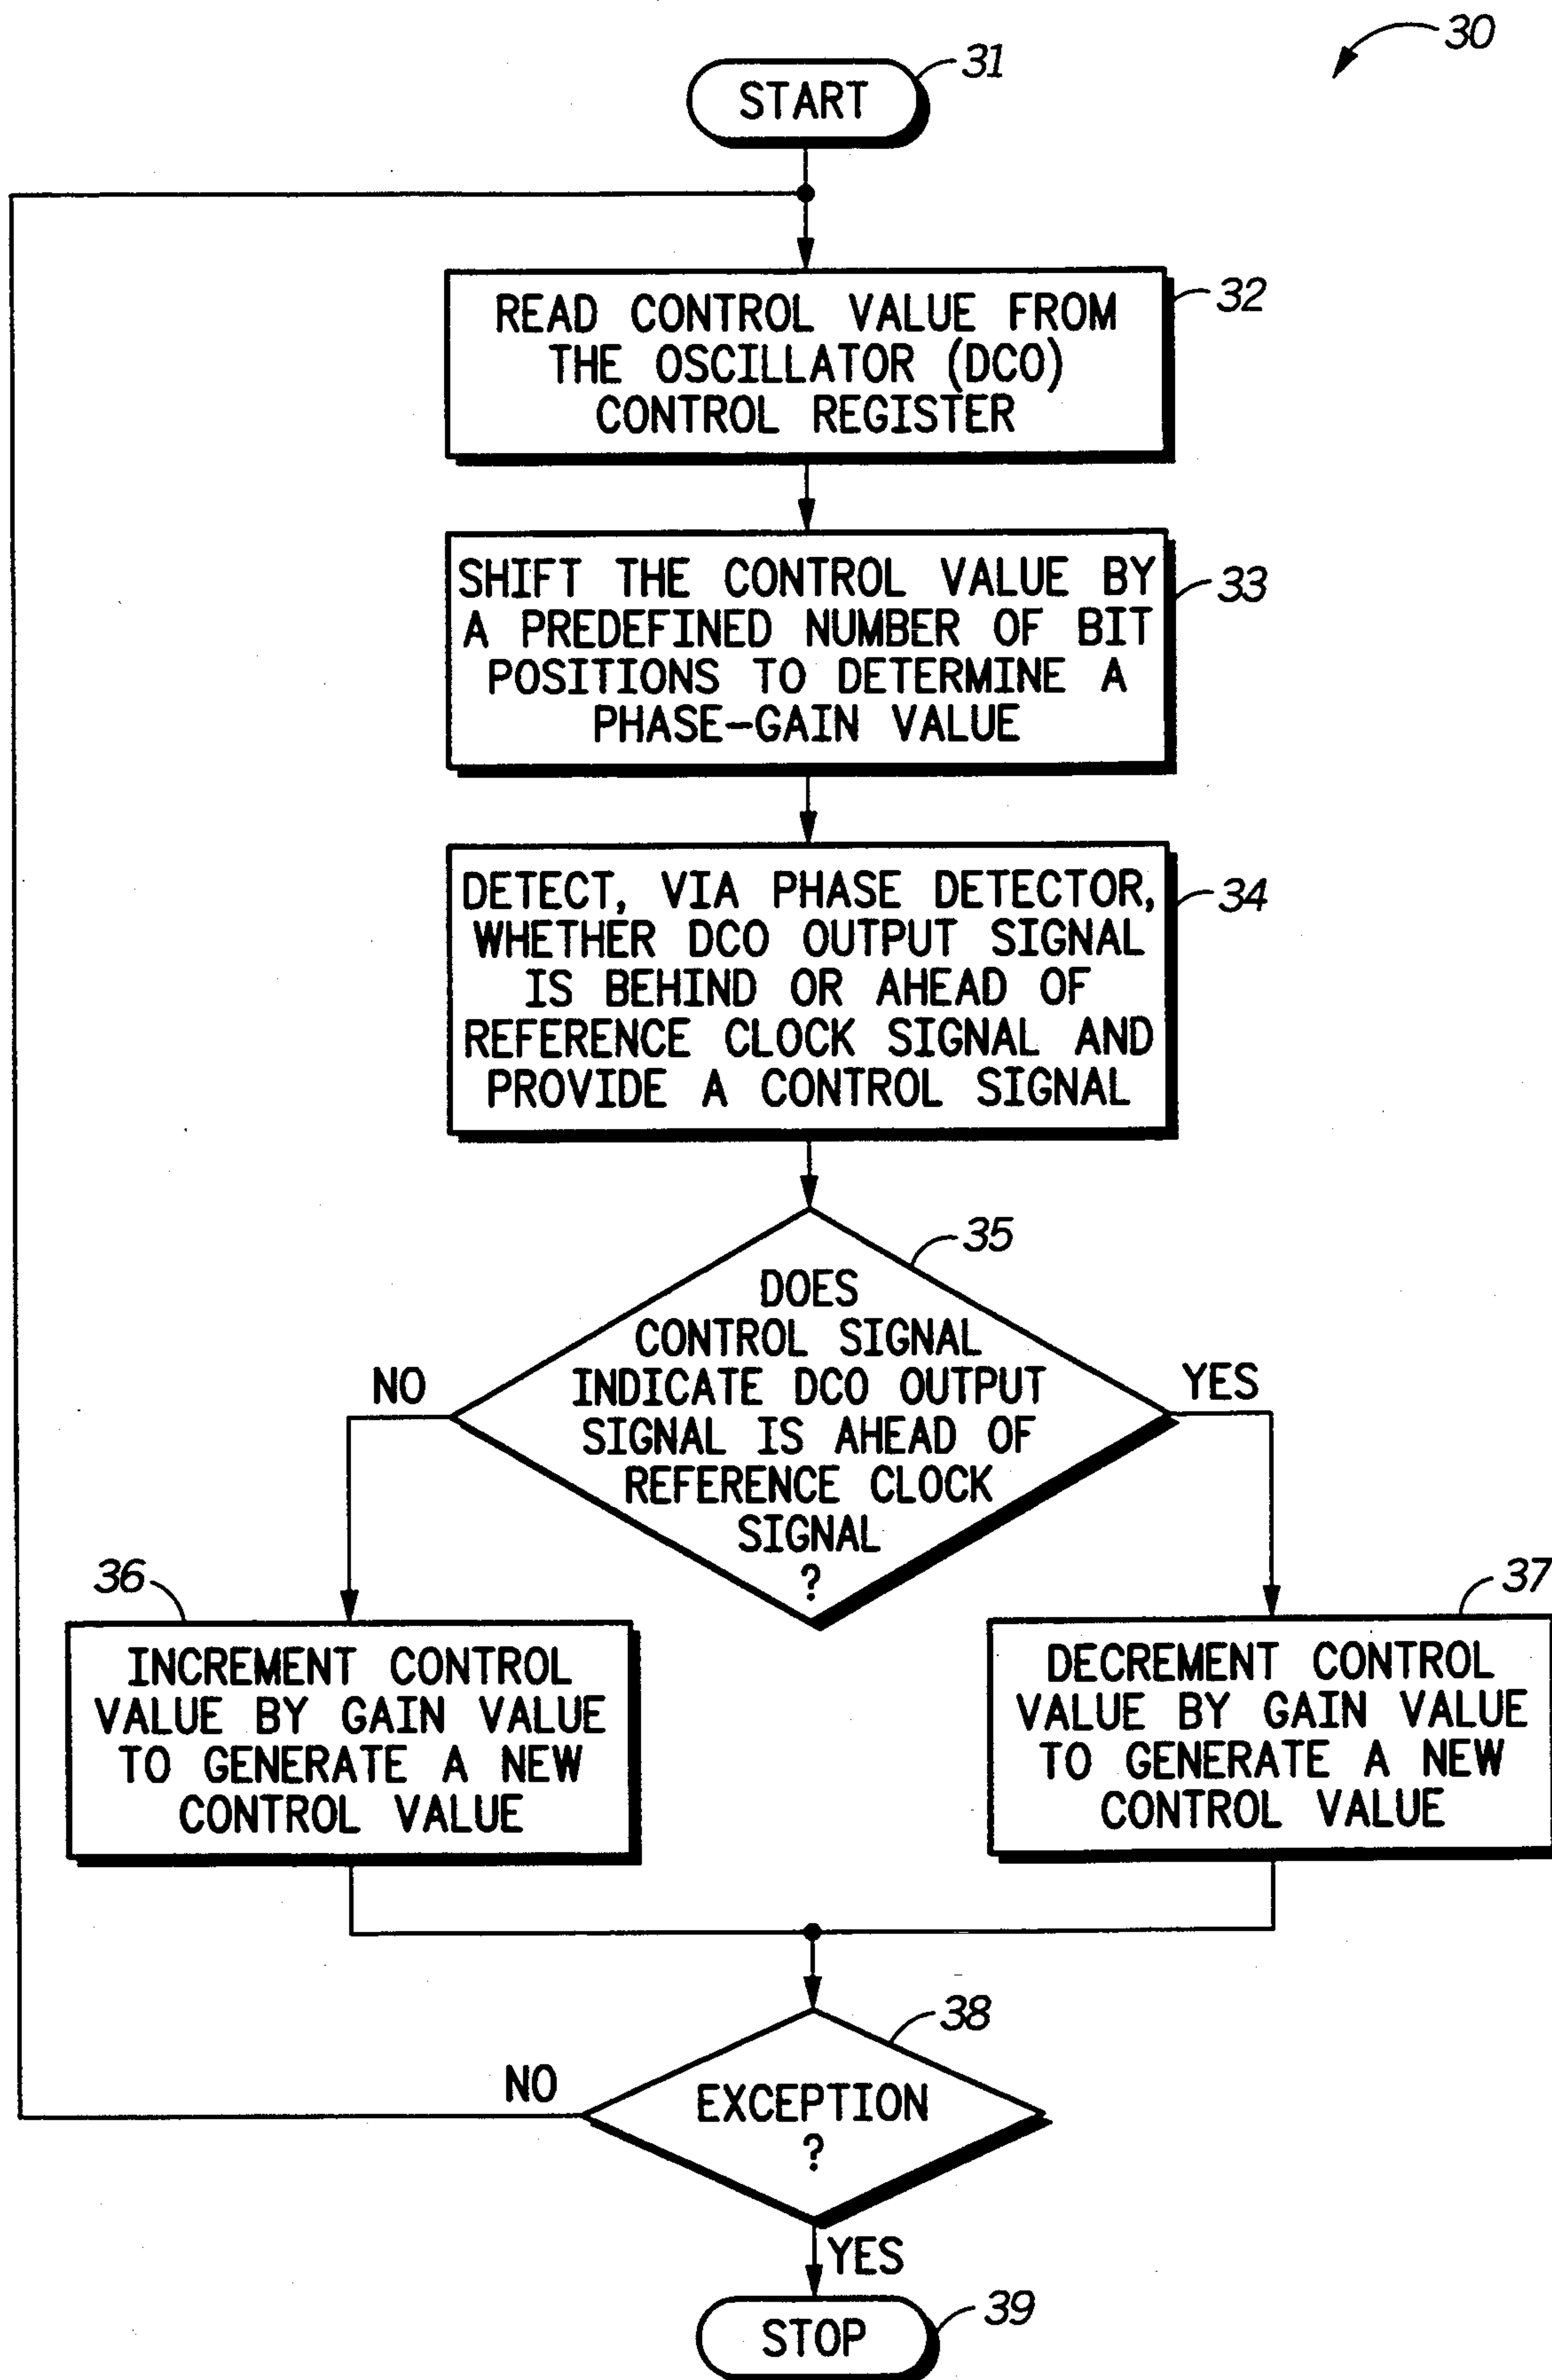 30
31
START
32
READ CONTROL VALUE FROM
THE OSCILLATOR (DCO)
CONTROL REGISTER
33
SHIFT THE CONTROL VALUE BY
A PREDEFINED NUMBER OF BIT
POSITIONS TO DETERMINE A
PHASE-GAIN VALUE
34
DETECT, VIA PHASE DETECTOR,
WHETHER DCO OUTPUT SIGNAL
IS BEHIND OR AHEAD OF
REFERENCE CLOCK SIGNAL AND
PROVIDE A CONTROL SIGNAL
35
DOES
CONTROL SIGNAL
INDICATE DCO OUTPUT
SIGNAL IS AHEAD OF
REFERENCE CLOCK
SIGNAL
?
NO
YES
36
INCREMENT CONTROL
VALUE BY GAIN VALUE
TO GENERATE A NEW
CONTROL VALUE
37
DECREMENT CONTROL
VALUE BY GAIN VALUE
TO GENERATE A NEW
CONTROL VALUE
38
EXCEPTION
?
NO
YES
39
STOP